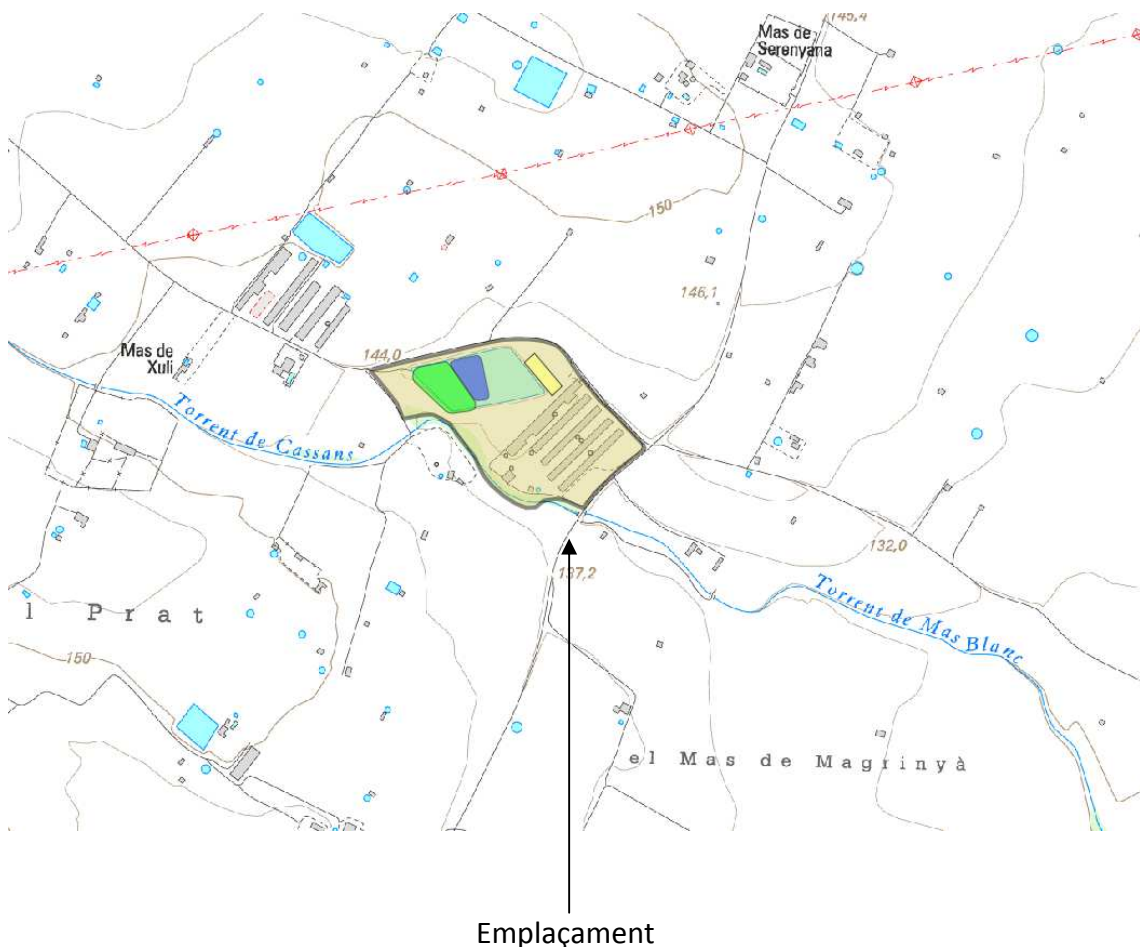 145,4
Mas de
Serenyana
150
146,1
144,0
Mas de
Xuli
Torrent de Cassans
132,0
137,2
Torrent de Mas Blanc
l Prat
150
el Mas de Magrinyà
Emplaçament